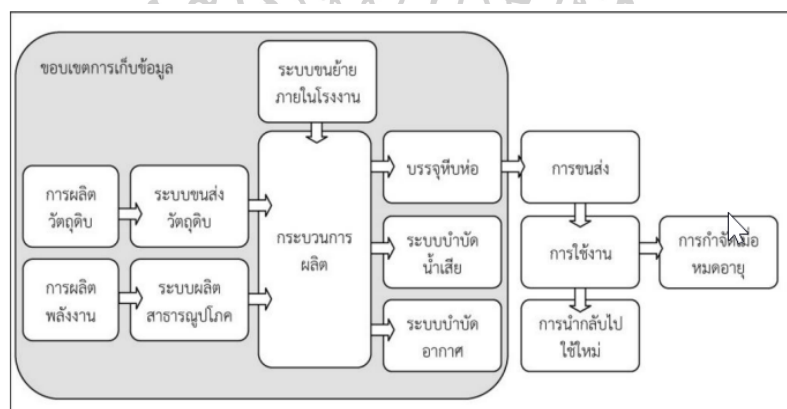 ขอบเขตการเก็บข้อมูล
ระบบขนย้าย
ภายในโรงงาน
การผลิต
วัตถุดิบ
ระบบขนส่ง
วัตถุดิบ
การผลิต
พลังงาน
ระบบผลิต
สาธารณูปโภค
กระบวนการ
ผลิต
บรรจุหีบห่อ
ระบบบำบัด
น้ำเสีย
ระบบบำบัด
อากาศ
การขนส่ง
การใช้งาน
การนำกลับไป
ใช้ใหม่
หมดอายุ